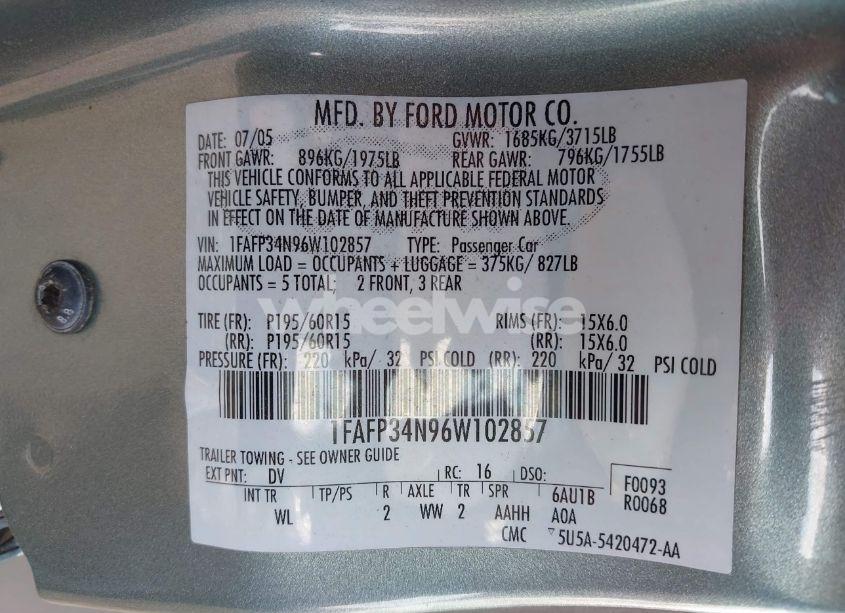 MFD. BY FORD MOTOR CO.
DATE: 07/05 GVWR: 1685KG/3715LB
FRONT GAWR: 896KG/1975LB REAR GAWR: 796KG/1755LB
THIS VEHICLE CONFORMS TO ALL APPLICABLE FEDERAL MOTOR
VEHICLE SAFETY, BUMPER, AND THEFT PREVENTION STANDARDS
IN EFFECT ON THE DATE OF MANUFACTURE SHOWN ABOVE.
VIN: 1FAFP34N96W102857 TYPE: Passenger Car
MAXIMUM LOAD = OCCUPANTS + LUGGAGE = 375KG/ 827LB
OCCUPANTS = 5 TOTAL: 2 FRONT, 3 REAR
wheelwise
TIRE (FR): P195/60R15 RIMS (FR): 15X6.0
(RR): P195/60R15 (RR): 15X6.0
PRESSURE (FR): 220 kPa/ 32 PSI COLD (RR): 220 kPa/ 32 PSI COLD
1FAFP34N96W102857
TRAILER TOWING - SEE OWNER GUIDE
EXT PNT: DV RC: 16 DSO: F0093
INT TR TP/PS R AXLE TR SPR 6AU1B R0068
WL 2 WW 2 AAHH AOA
CMC 5U5A-5420472-AA
8.8